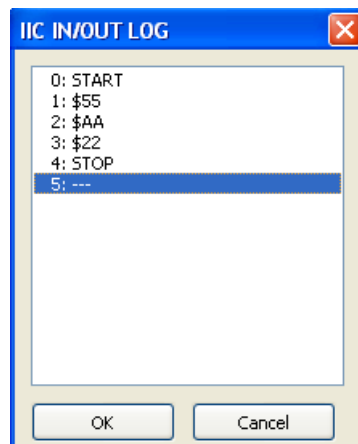 IIC IN/OUT LOG
0: START
1: $55
2: $AA
3: $22
4: STOP
5: ---
OK
Cancel